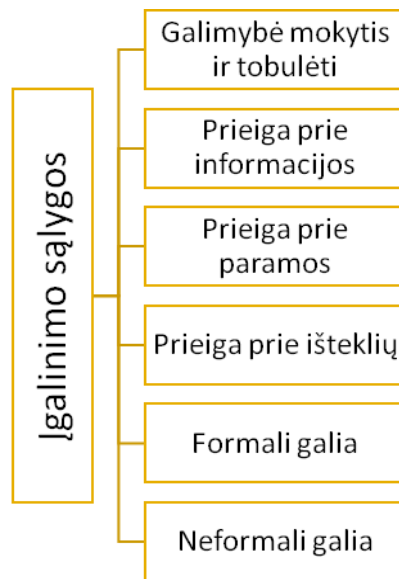 Įgalinimo sąlygos
Galimybė mokytis
ir tobulėti
Prieiga prie
informacijos
Prieiga prie
paramos
Prieiga prie išteklių
Formali galia
Neformali galia